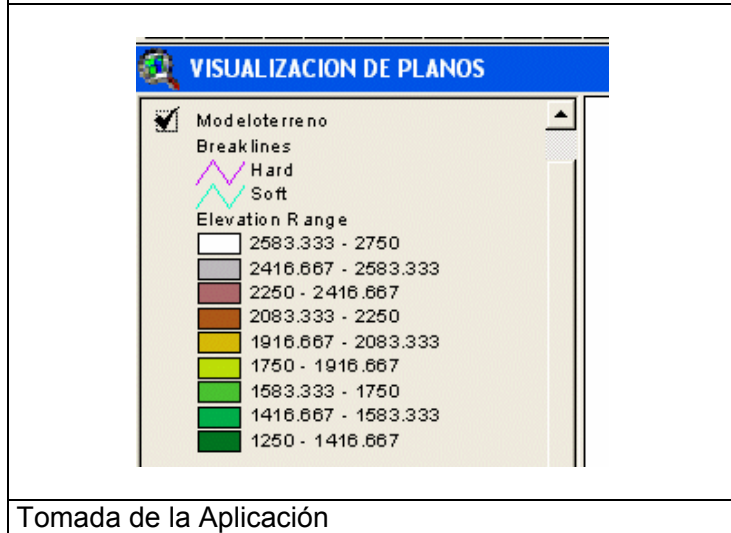 VISUALIZACION DE PLANOS
Modeloterreno
Breaklines
Hard
Soft
Elevation Range
2583.333 - 2750
2416.667 - 2583.333
2250 - 2416.667
2083.333 - 2250
1916.667 - 2083.333
1750 - 1916.667
1583.333 - 1750
1416.667 - 1583.333
1250 - 1416.667
Tomada de la Aplicación